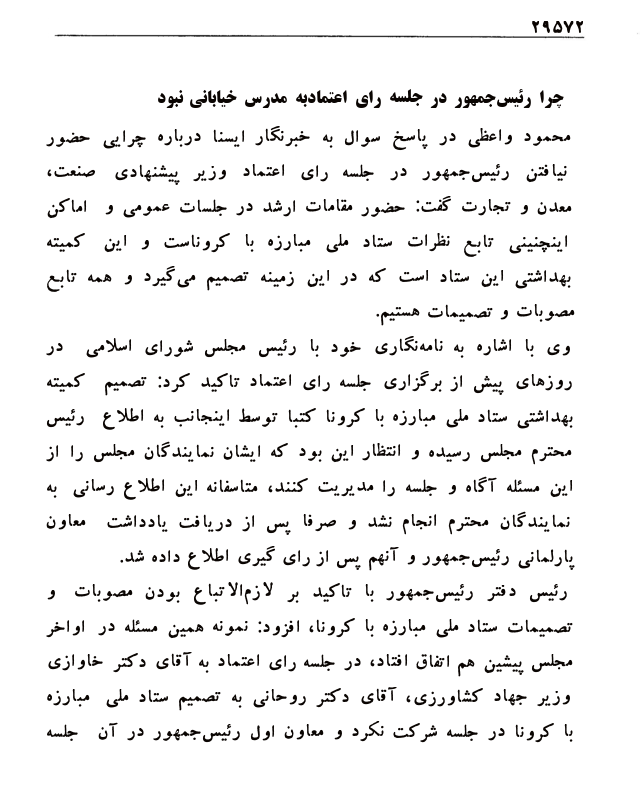 ۲۹۵۷۲
چرا رئیس‌جمهور در جلسه رای اعتمادبه مدرس خیابانی نبود
محمود واعظی در پاسخ سوال به خبرنگار ایسنا درباره چرایی حضور
نیافتن رئیس‌جمهور در جلسه رای اعتماد وزیر پیشنهادی صنعت،
معدن و تجارت گفت: حضور مقامات ارشد در جلسات عمومی و اماکن
اینچنینی تابع نظرات ستاد ملی مبارزه با کروناست و این کمیته
بهداشتی این ستاد است که در این زمینه تصمیم می‌گیرد و همه تابع
مصوبات و تصمیمات هستیم.
وی با اشاره به نامه‌نگاری خود با رئیس مجلس شورای اسلامی در
روزهای پیش از برگزاری جلسه رای اعتماد تاکید کرد: تصمیم کمیته
بهداشتی ستاد ملی مبارزه با کرونا کتبا توسط اینجانب به اطلاع رئیس
محترم مجلس رسیده و انتظار این بود که ایشان نمایندگان مجلس را از
این مسئله آگاه و جلسه را مدیریت کنند، متاسفانه این اطلاع رسانی به
نمایندگان محترم انجام نشد و صرفا پس از دریافت یادداشت معاون
پارلمانی رئیس‌جمهور و آنهم پس از رای گیری اطلاع داده شد.
رئیس دفتر رئیس‌جمهور با تاکید بر لازم‌الاتباع بودن مصوبات و
تصمیمات ستاد ملی مبارزه با کرونا، افزود: نمونه همین مسئله در اواخر
مجلس پیشین هم اتفاق افتاد، در جلسه رای اعتماد به آقای دکتر خاوازی
وزیر جهاد کشاورزی، آقای دکتر روحانی به تصمیم ستاد ملی مبارزه
با کرونا در جلسه شرکت نکرد و معاون اول رئیس‌جمهور در آن جلسه